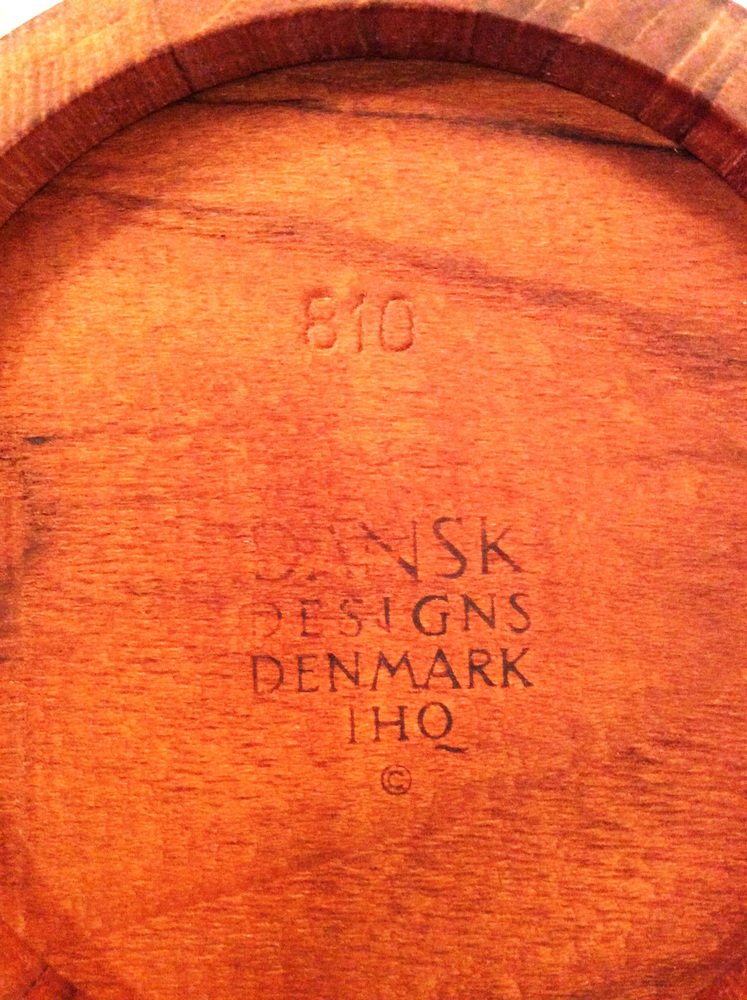 810
DANSK
DESIGNS
DENMARK
IHQ
©